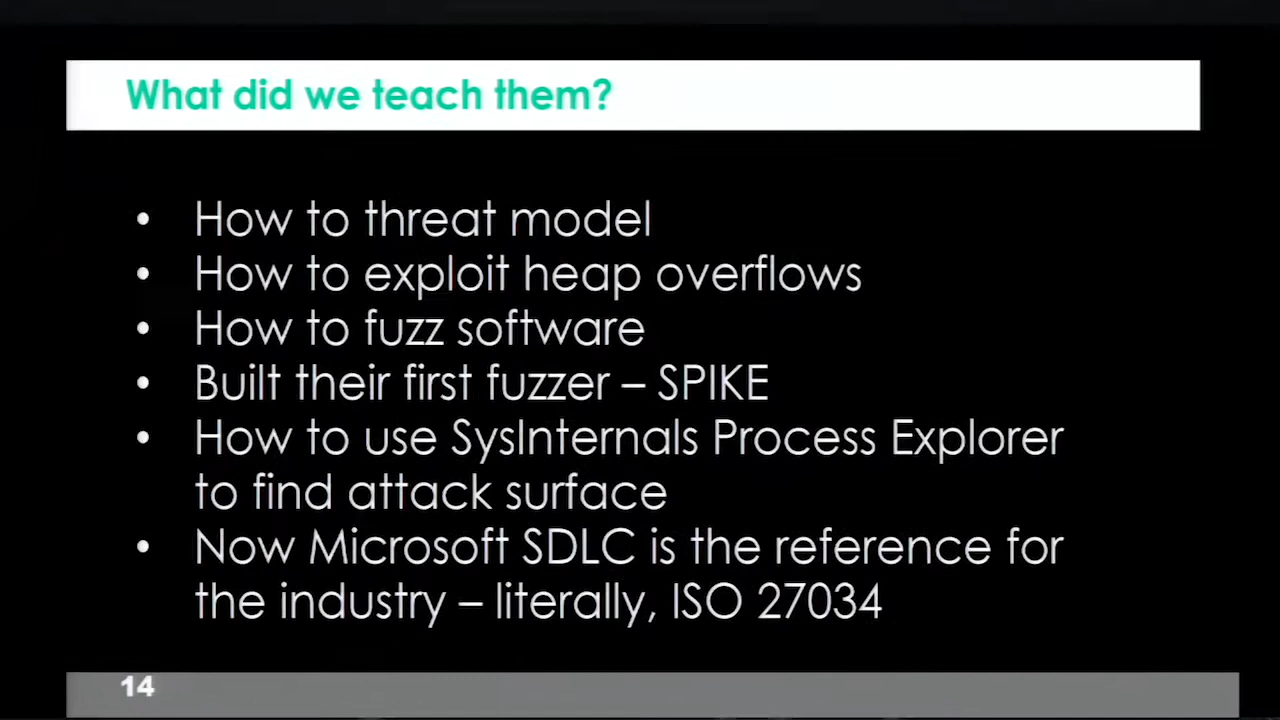 What did we teach them?
• How to threat model
• How to exploit heap overflows
• How to fuzz software
• Built their first fuzzer – SPIKE
• How to use SysInternals Process Explorer
to find attack surface
• Now Microsoft SDLC is the reference for
the industry – literally, ISO 27034
14